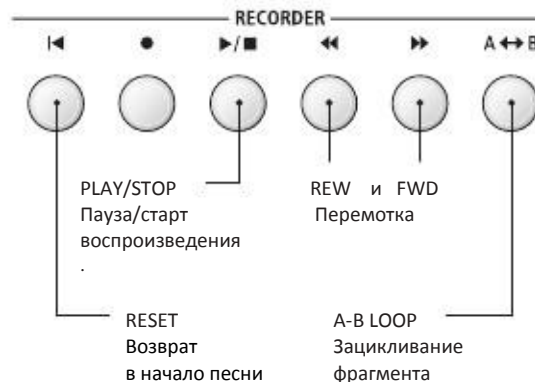 RECORDER
A ↔ B
PLAY/STOP
Пауза/старт
воспроизведения
.
REW и FWD
Перемотка
RESET
Возврат
в начало песни
A-B LOOP
Зацикливание
фрагмента